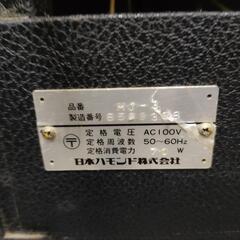 品番
製造番号
定格電圧 AC100V
定格周波数 50~60Hz
定格消費電力 W
日本ハモンド株式会社